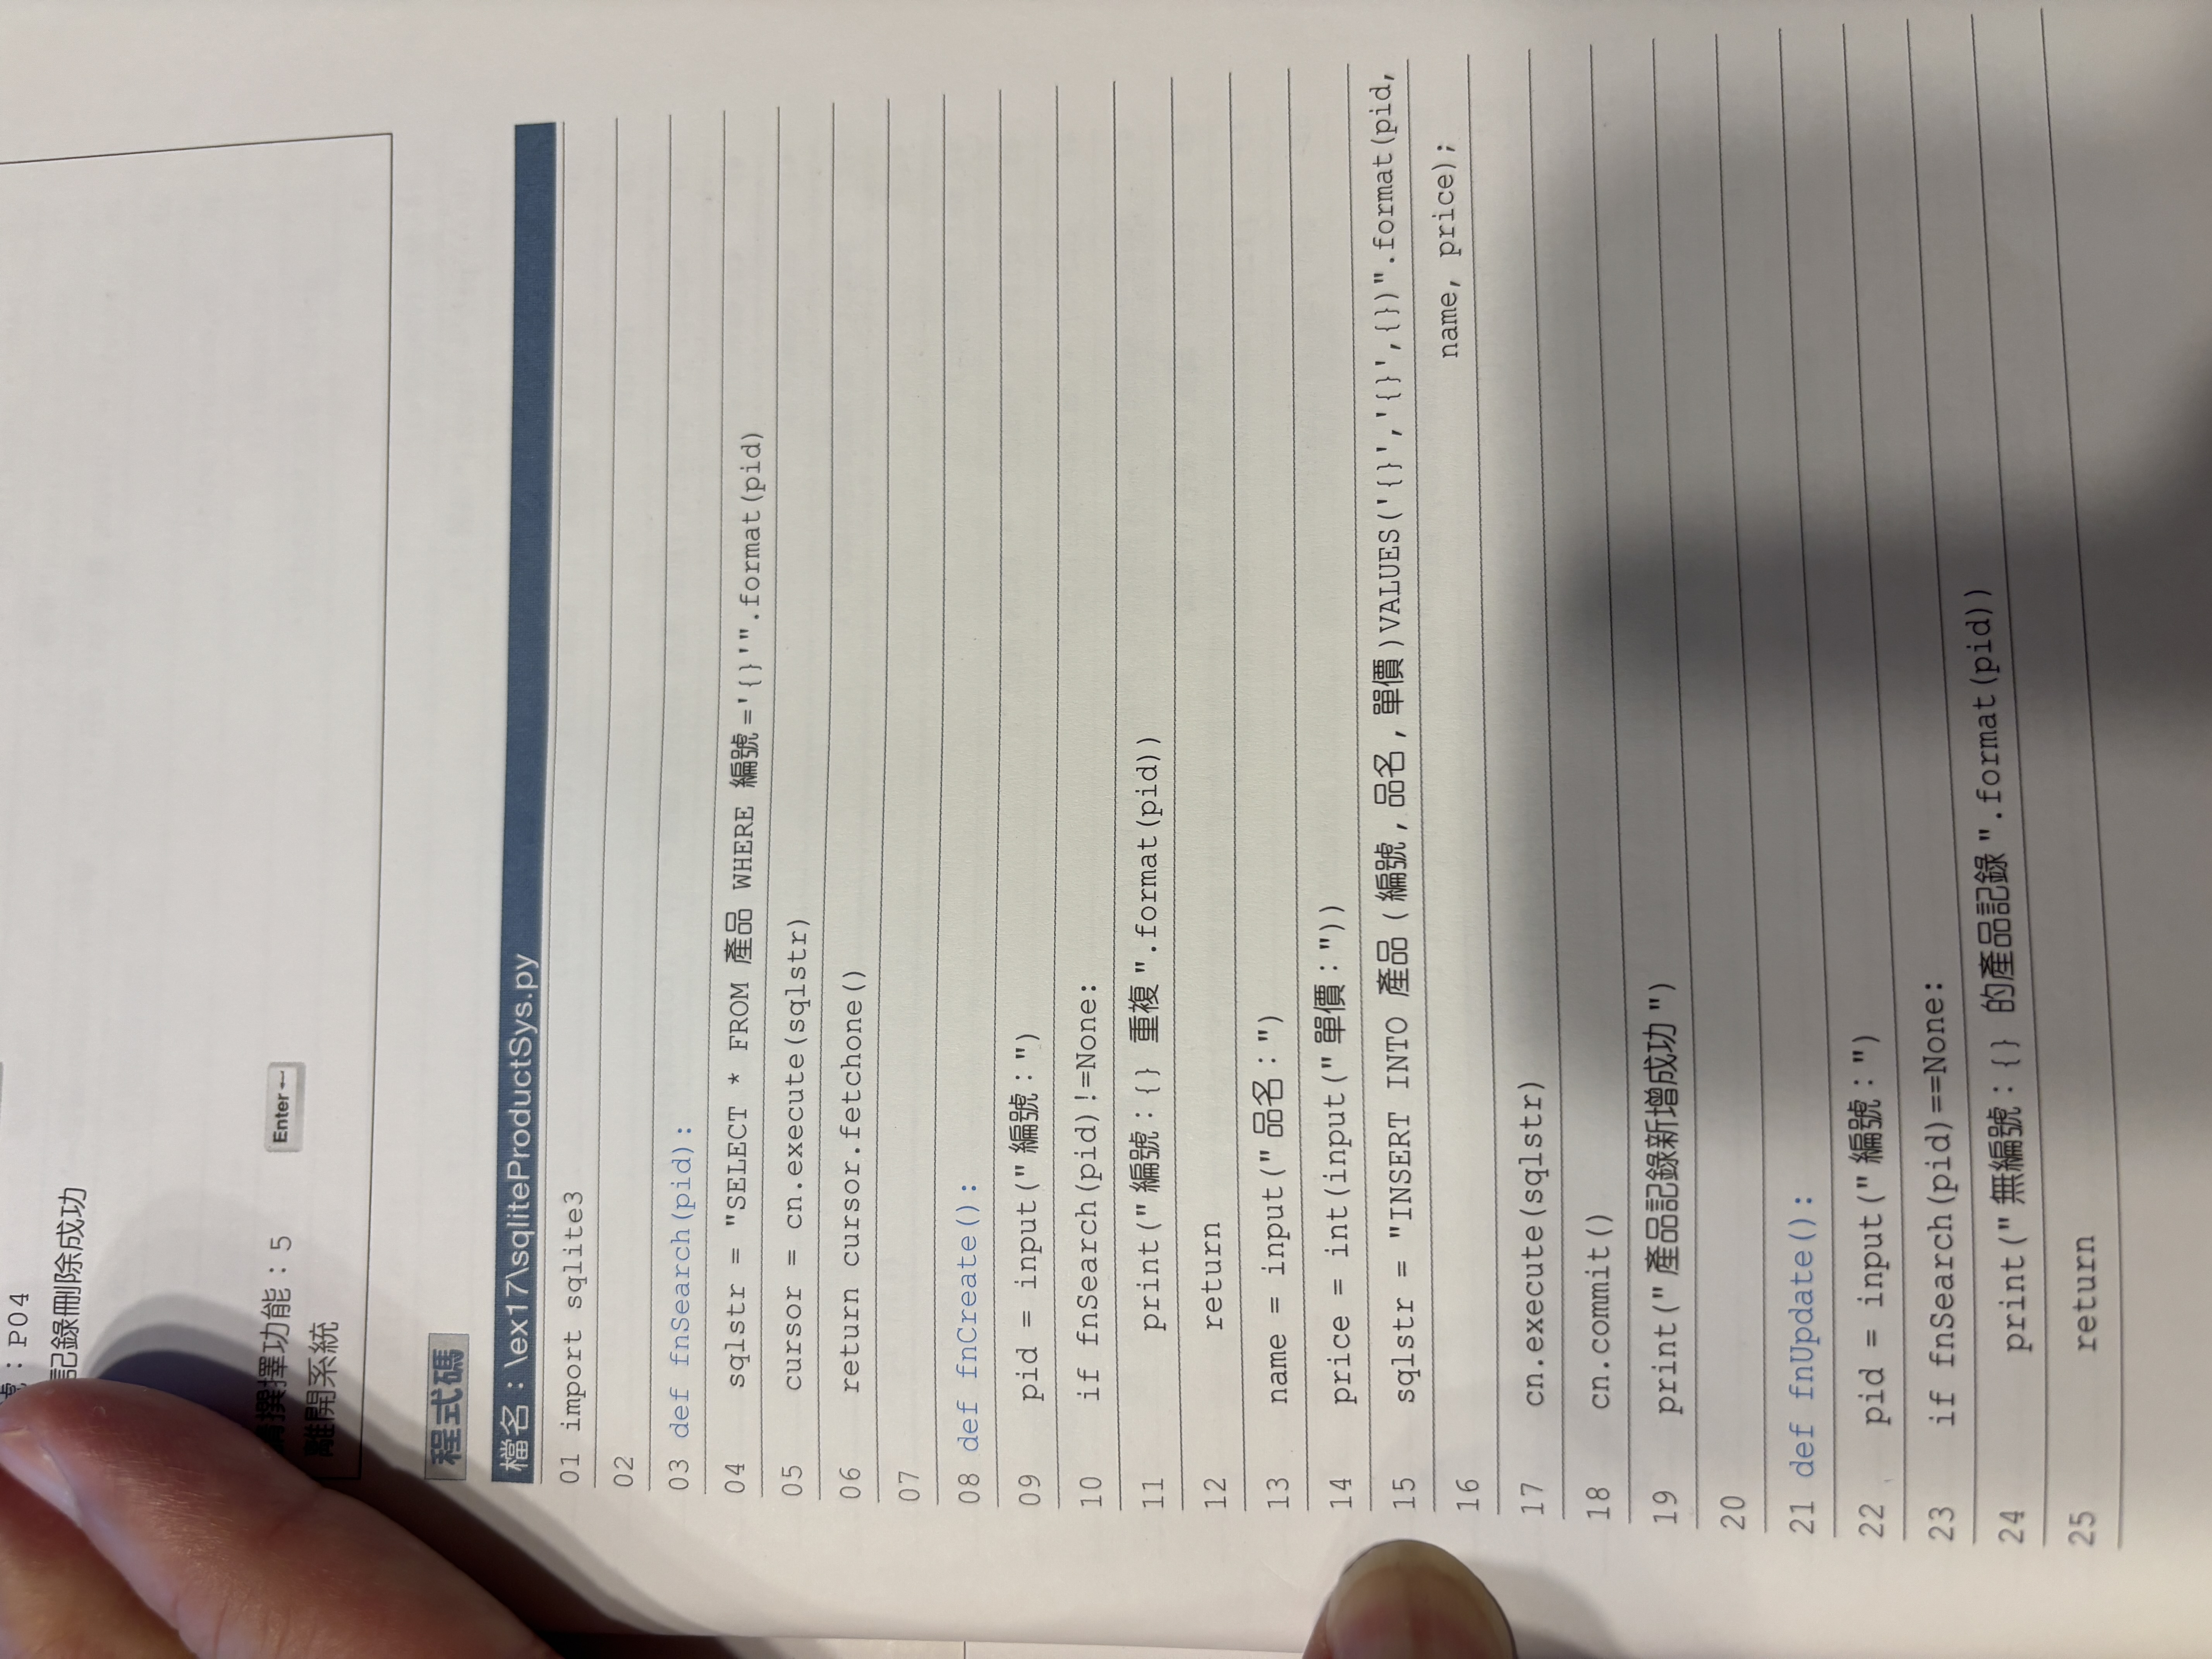 ：P04
記錄刪除成功
請選擇功能：5 Enter
離開系統
程式碼
檔名：\ex17\sqliteProductSys.py
01 import sqlite3
02
03 def fnSearch(pid):
04 sqlstr = "SELECT * FROM 產品 WHERE 編號='{}'".format(pid)
05 cursor = cn.execute(sqlstr)
06 return cursor.fetchone()
07
08 def fnCreate():
09 pid = input("編號：")
10 if fnSearch(pid)!=None:
11 print("編號：{} 重複".format(pid))
12 return
13 name = input("品名：")
14 price = int(input("單價："))
15 sqlstr = "INSERT INTO 產品(編號,品名,單價)VALUES('{}','{}',{})".format(pid,
16 name, price);
17 cn.execute(sqlstr)
18 cn.commit()
19 print("產品記錄新增成功")
20
21 def fnUpdate():
22 pid = input("編號：")
23 if fnSearch(pid)==None:
24 print("無編號：{} 的產品記錄".format(pid))
25 return